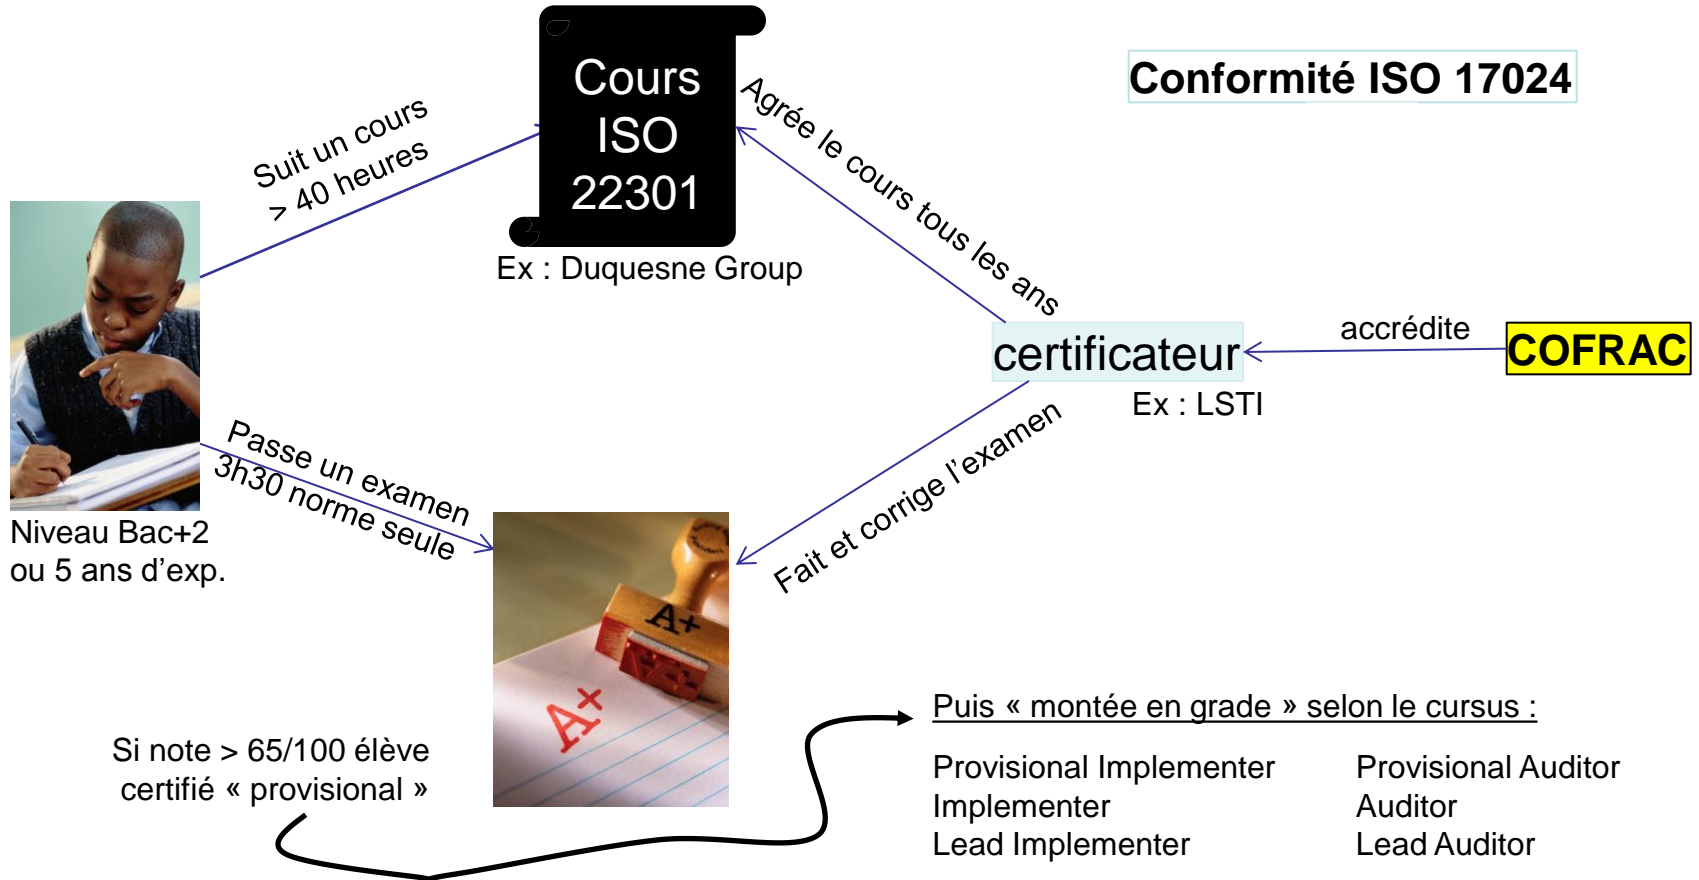 Cours
ISO
22301
Conformité ISO 17024
Suit un cours
> 40 heures
Agrée le cours tous les ans
Ex : Duquesne Group
certificateur
accrédite
COFRAC
Ex : LSTI
Passe un examen
3h30 norme seule
Fait et corrige l’examen
Niveau Bac+2
ou 5 ans d’exp.
A+
A+
Si note > 65/100 élève
certifié « provisional »
Puis « montée en grade » selon le cursus :
Provisional Implementer
Implementer
Lead Implementer
Provisional Auditor
Auditor
Lead Auditor